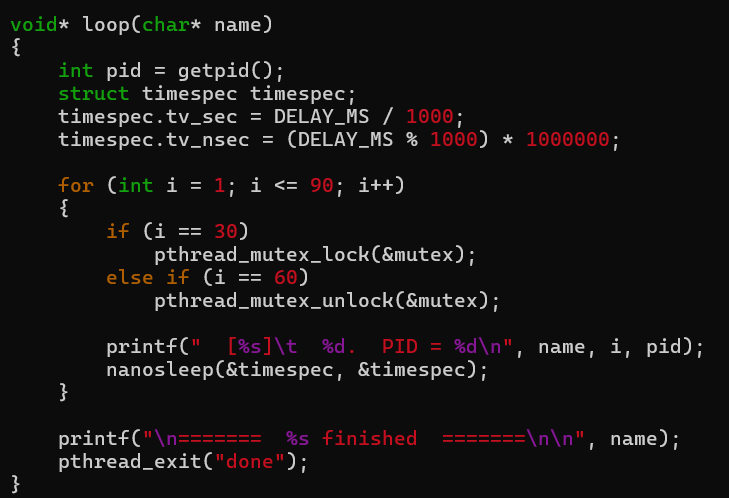 void* loop(char* name)
{
    int pid = getpid();
    struct timespec timespec;
    timespec.tv_sec = DELAY_MS / 1000;
    timespec.tv_nsec = (DELAY_MS % 1000) * 1000000;

    for (int i = 1; i <= 90; i++)
    {
        if (i == 30)
            pthread_mutex_lock(&mutex);
        else if (i == 60)
            pthread_mutex_unlock(&mutex);

        printf("  [%s]\t  %d.  PID = %d\n", name, i, pid);
        nanosleep(&timespec, &timespec);
    }

    printf("\n=======  %s finished  =======\n\n", name);
    pthread_exit("done");
}